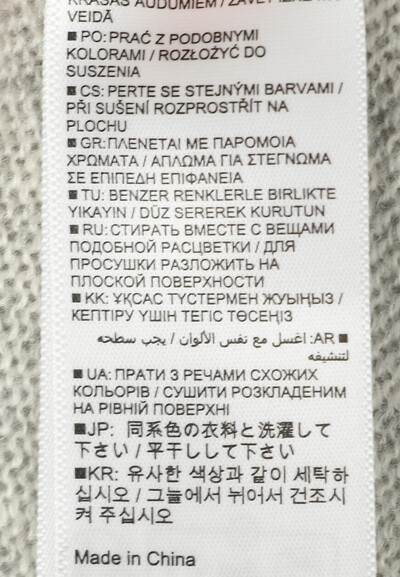 KRĀSAS AUDUMIEM /
VEIDĀ
■ PO: PRAĆ Z PODOBNYMI
KOLORAMI / ROZŁOŻYĆ DO
SUSZENIA
■ CS: PERTE SE STEJNÝMI BARVAMI /
PŘI SUŠENÍ ROZPROSTŘÍT NA
PLOCHU
■ GR: ΠΛΕΝΕΤΑΙ ΜΕ ΠΑΡΟΜΟΙΑ
ΧΡΩΜΑΤΑ / ΑΠΛΩΜΑ ΓΙΑ ΣΤΕΓΝΩΜΑ
ΣΕ ΕΠΙΠΕΔΗ ΕΠΙΦΑΝΕΙΑ
■ TU: BENZER RENKLERLE BIRLIKTE
YIKAYIN / DÜZ SEREREK KURUTUN
■ RU: СТИРАТЬ ВМЕСТЕ С ВЕЩАМИ
ПОДОБНОЙ РАСЦВЕТКИ / ДЛЯ
ПРОСУШКИ РАЗЛОЖИТЬ НА
ПЛОСКОЙ ПОВЕРХНОСТИ
■ KK: ҰҚСАС ТҮСТЕРМЕН ЖУЫҢЫЗ /
КЕПТІРУ ҮШІН ТЕГІС ТӨСЕҢІЗ
■ AR: اغسل مع نفس الألوان / يجب سطحه
لتنشيفه
■ UA: ПРАТИ З РЕЧАМИ СХОЖИХ
КОЛЬОРІВ / СУШИТИ РОЗКЛАДЕНИМ
НА РІВНІЙ ПОВЕРХНІ
■JP: 同系色の衣料と洗濯して
下さい / 平干しして下さい
■KR: 유사한 색상과 같이 세탁하
십시오 / 그늘에서 뉘어서 건조시
켜 주십시오
Made in China